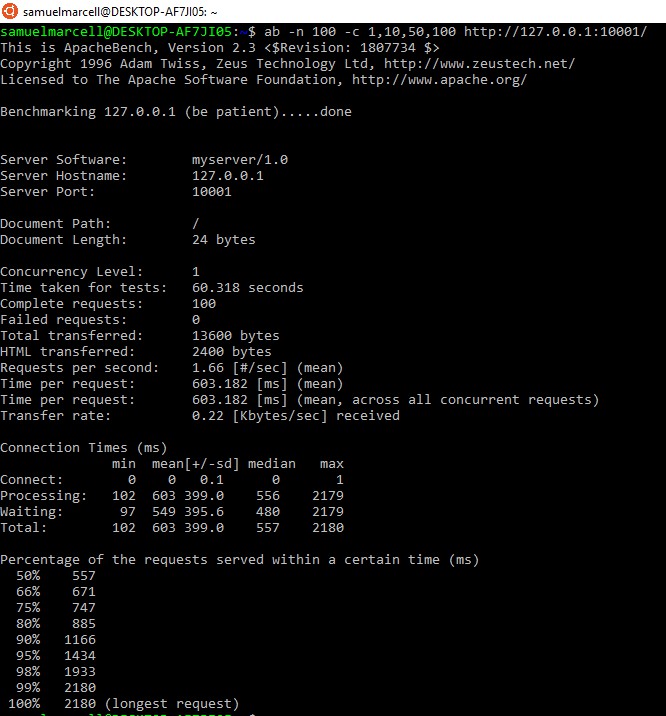 samuelmarcell@DESKTOP-AF7JI05: ~
samuelmarcell@DESKTOP-AF7JI05:~$ ab -n 100 -c 1,10,50,100 http://127.0.0.1:10001/
This is ApacheBench, Version 2.3 <$Revision: 1807734 $>
Copyright 1996 Adam Twiss, Zeus Technology Ltd, http://www.zeustech.net/
Licensed to The Apache Software Foundation, http://www.apache.org/
Benchmarking 127.0.0.1 (be patient).....done
Server Software: myserver/1.0
Server Hostname: 127.0.0.1
Server Port: 10001
Document Path: /
Document Length: 24 bytes
Concurrency Level: 1
Time taken for tests: 60.318 seconds
Complete requests: 100
Failed requests: 0
Total transferred: 13600 bytes
HTML transferred: 2400 bytes
Requests per second: 1.66 [#/sec] (mean)
Time per request: 603.182 [ms] (mean)
Time per request: 603.182 [ms] (mean, across all concurrent requests)
Transfer rate: 0.22 [Kbytes/sec] received
Connection Times (ms)
min mean[+/-sd] median max
Connect: 0 0 0.1 0 1
Processing: 102 603 399.0 556 2179
Waiting: 97 549 395.6 480 2179
Total: 102 603 399.0 557 2180
Percentage of the requests served within a certain time (ms)
50% 557
66% 671
75% 747
80% 885
90% 1166
95% 1434
98% 1933
99% 2180
100% 2180 (longest request)